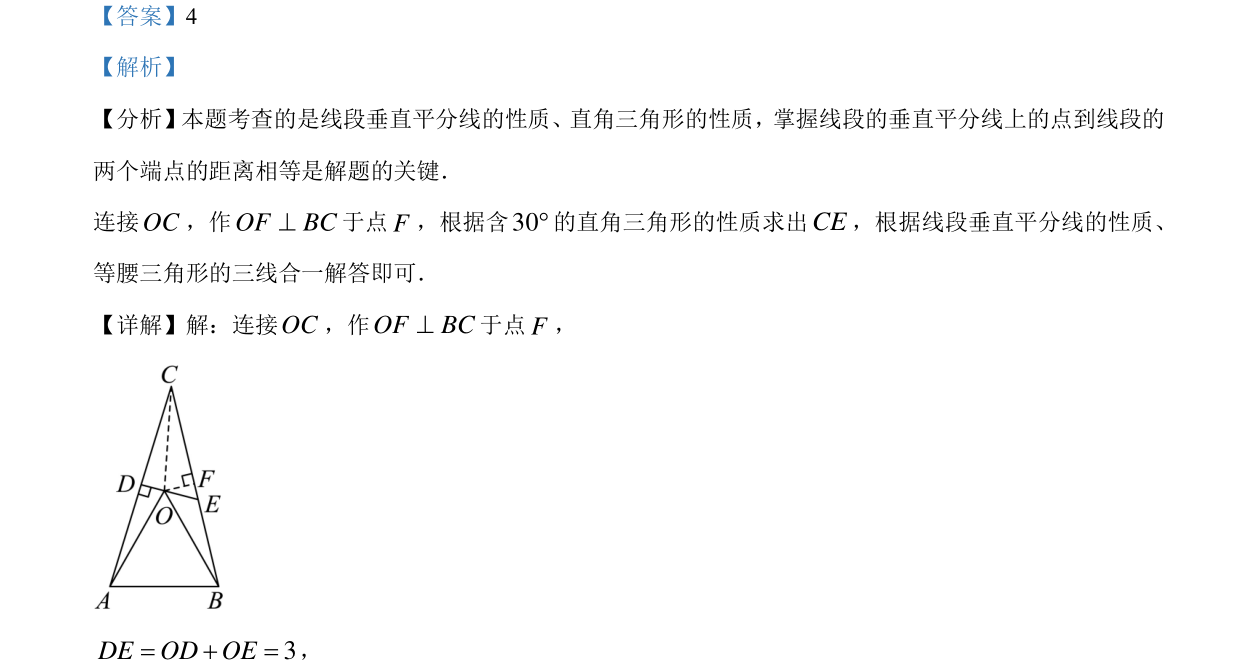 【答案】4
【解析】
【分析】本题考查的是线段垂直平分线的性质、直角三角形的性质，掌握线段的垂直平分线上的点到线段的
两个端点的距离相等是解题的关键．
连接OC，作OF⊥BC于点F，根据含30°的直角三角形的性质求出CE，根据线段垂直平分线的性质、
等腰三角形的三线合一解答即可．
【详解】解：连接OC，作OF⊥BC于点F，
C
D
F
E
O
A
B
DE=OD+OE=3，